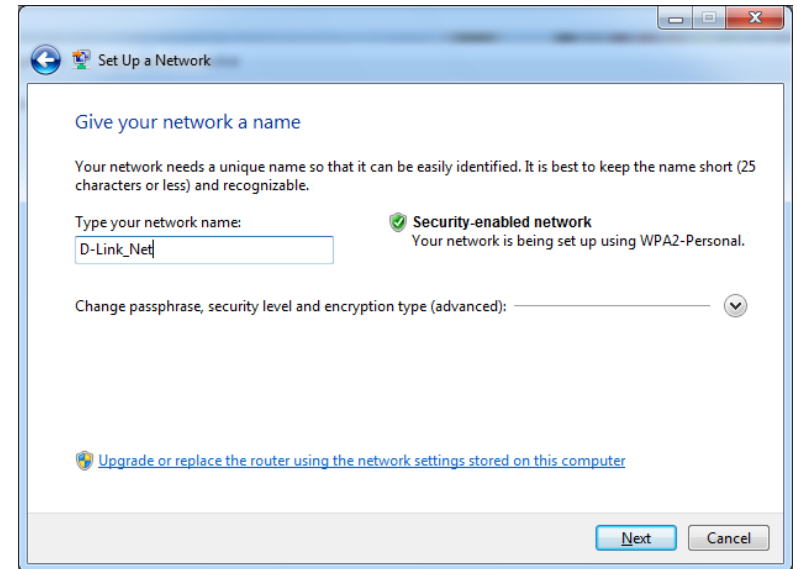 Set Up a Network
Give your network a name
Your network needs a unique name so that it can be easily identified. It is best to keep the name short (25
characters or less) and recognizable.
Type your network name:
D-Link_Net
Security-enabled network
Your network is being set up using WPA2-Personal.
Change passphrase, security level and encryption type (advanced):
Upgrade or replace the router using the network settings stored on this computer
Next
Cancel